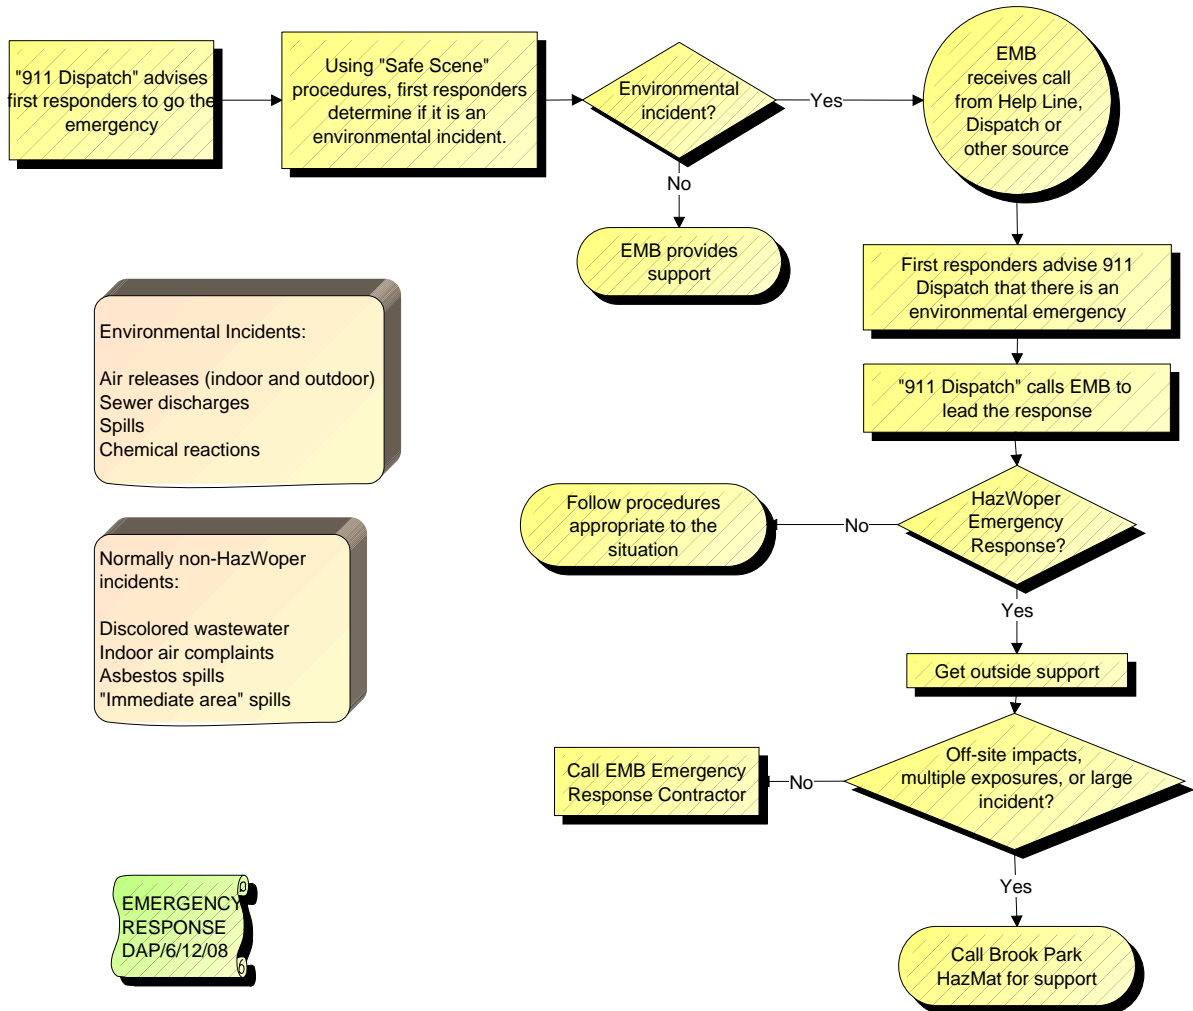 "911 Dispatch" advises
first responders to go the
emergency
Using "Safe Scene"
procedures, first responders
determine if it is an
environmental incident.
Environmental
incident?
Yes
EMB
receives call
from Help Line,
Dispatch or
other source
No
EMB provides
support
First responders advise 911
Dispatch that there is an
environmental emergency
"911 Dispatch" calls EMB to
lead the response
HazWoper
Emergency
Response?
No
Follow procedures
appropriate to the
situation
Yes
Get outside support
Off-site impacts,
multiple exposures, or large
incident?
No
Call EMB Emergency
Response Contractor
Yes
Call Brook Park
HazMat for support
Environmental Incidents:
Air releases (indoor and outdoor)
Sewer discharges
Spills
Chemical reactions
Normally non-HazWoper
incidents:
Discolored wastewater
Indoor air complaints
Asbestos spills
"Immediate area" spills
EMERGENCY
RESPONSE
DAP/6/12/08